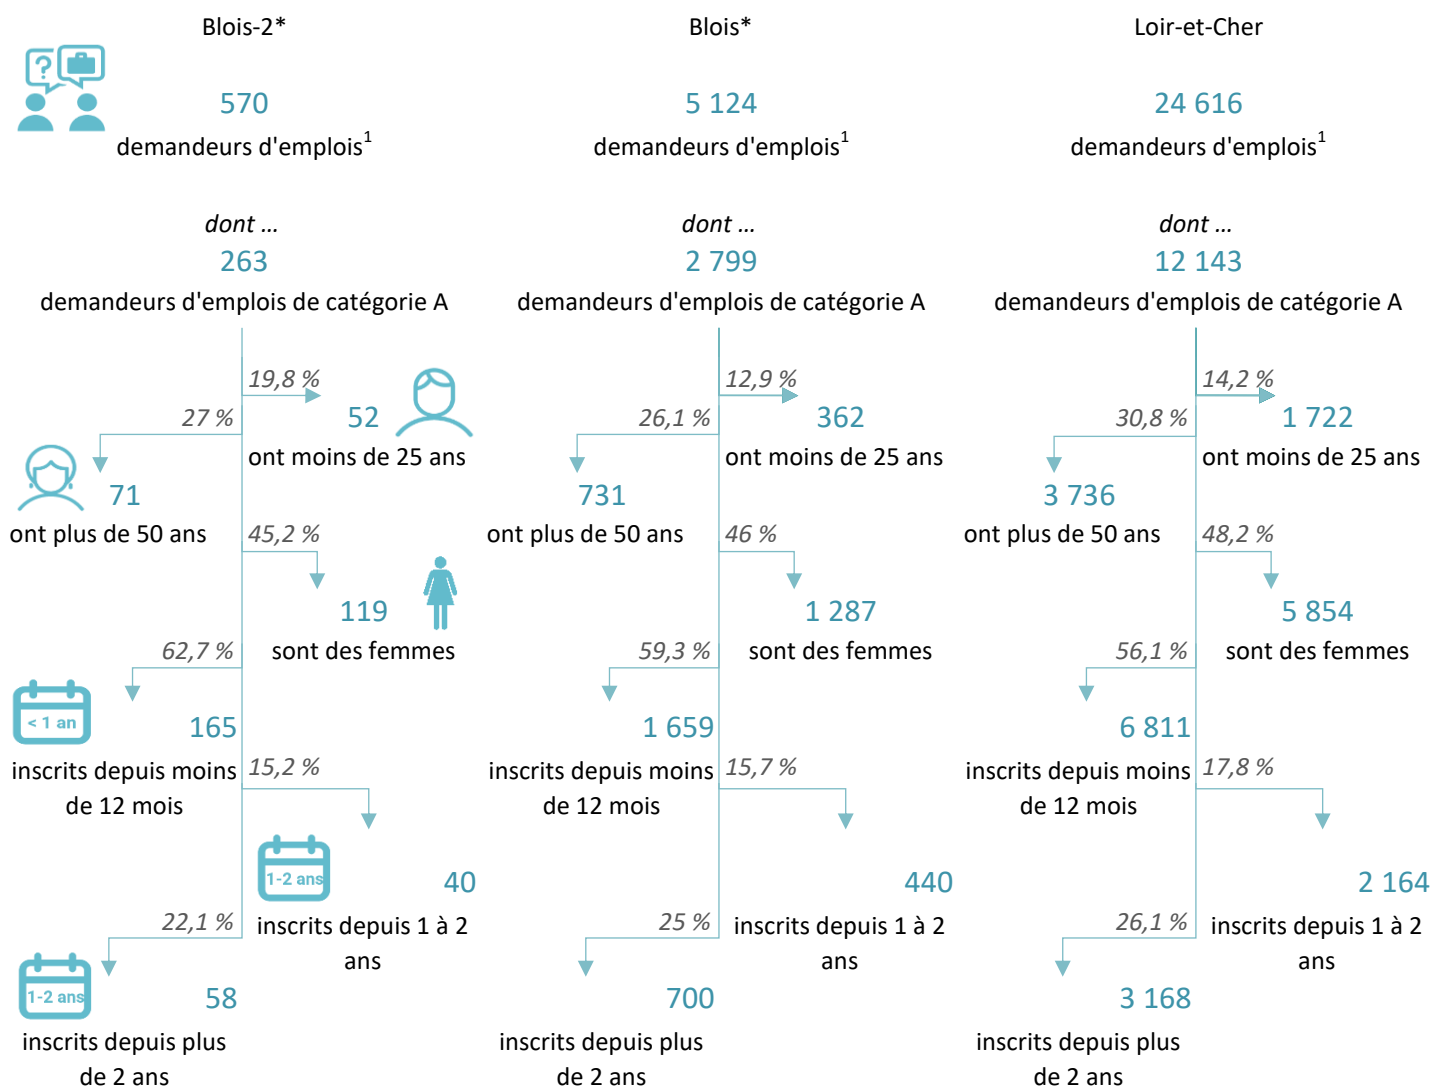 Blois-2* Blois* Loir-et-Cher
?
570 5 124 24 616
demandeurs d'emplois1 demandeurs d'emplois1 demandeurs d'emplois1
dont ... dont ... dont ...
263 2 799 12 143
demandeurs d'emplois de catégorie A demandeurs d'emplois de catégorie A demandeurs d'emplois de catégorie A
19,8 % 12,9 % 14,2 %
27 % 52 26,1 % 362 30,8 % 1 722
ont moins de 25 ans ont moins de 25 ans ont moins de 25 ans
71 731 3 736
ont plus de 50 ans 45,2 % ont plus de 50 ans 46 % ont plus de 50 ans 48,2 %
119 1 287 5 854
62,7 % sont des femmes 59,3 % sont des femmes 56,1 % sont des femmes
< 1 an 165 1 659 6 811
inscrits depuis moins 15,2 % inscrits depuis moins 15,7 % inscrits depuis moins 17,8 %
de 12 mois de 12 mois de 12 mois
1-2 ans 40 440 2 164
22,1 % inscrits depuis 1 à 2 25 % inscrits depuis 1 à 2 26,1 % inscrits depuis 1 à 2
ans ans ans
1-2 ans 58 700 3 168
inscrits depuis plus inscrits depuis plus inscrits depuis plus
de 2 ans de 2 ans de 2 ans